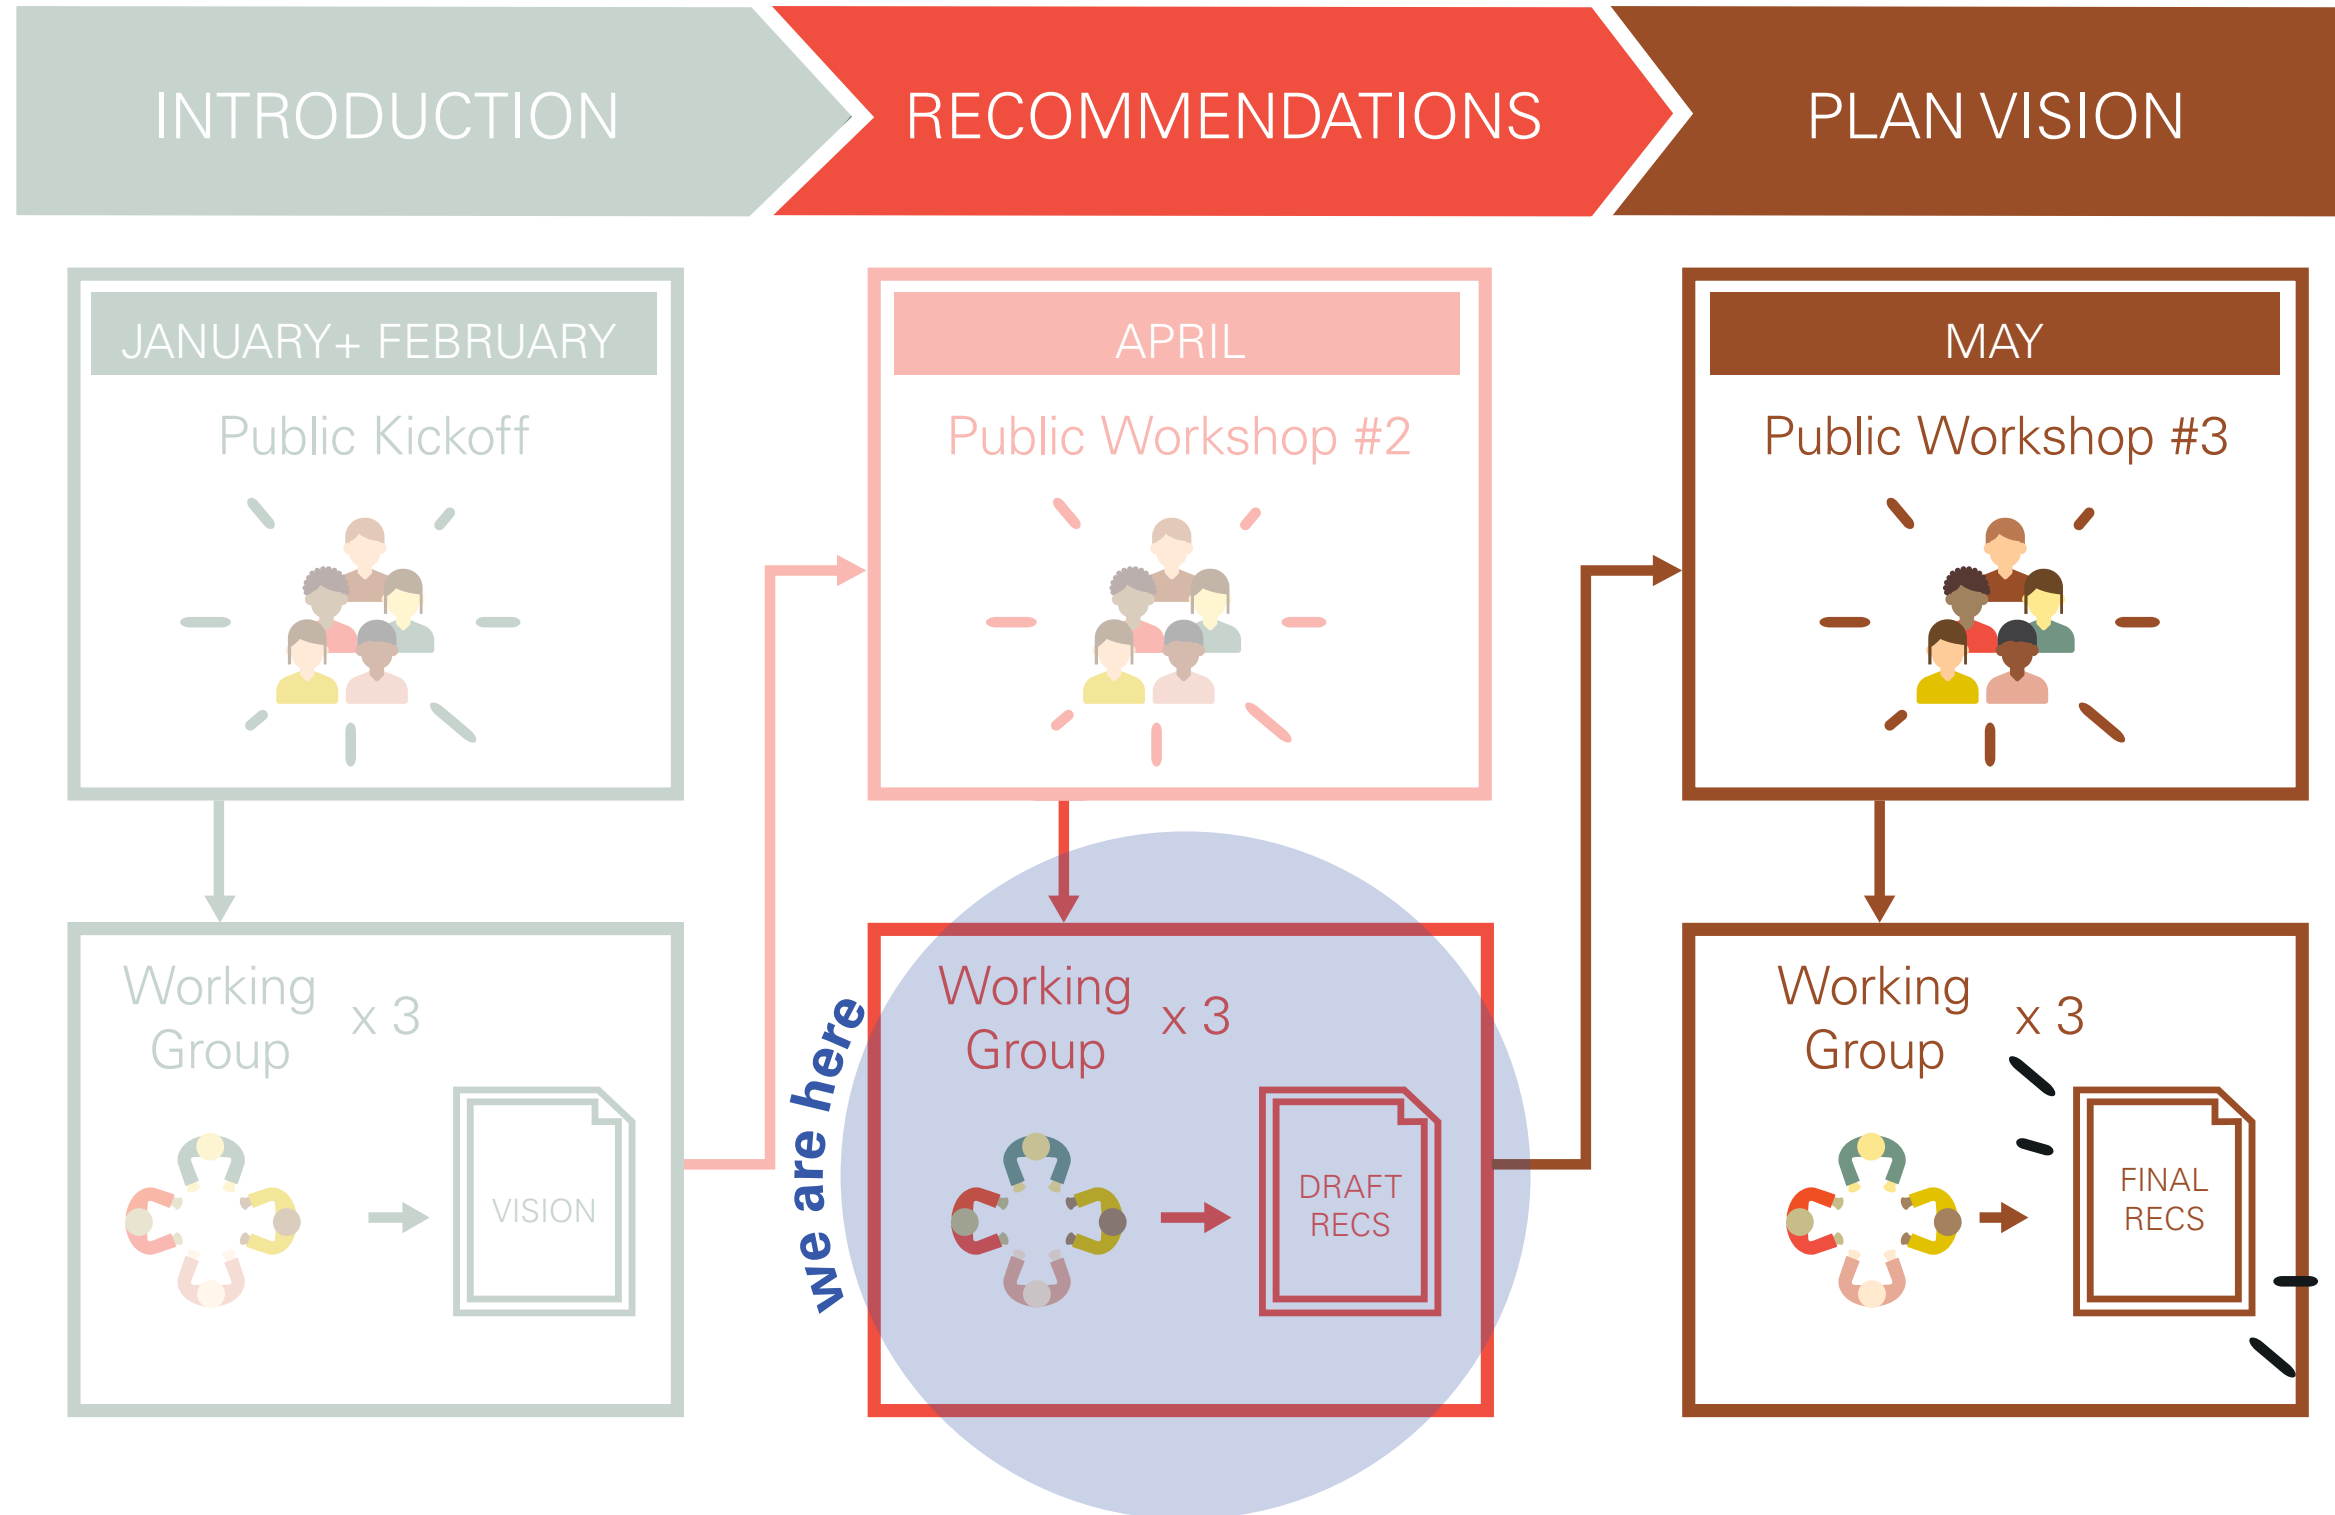 INTRODUCTION
RECOMMENDATIONS
PLAN VISION
JANUARY + FEBRUARY
Public Kickoff
APRIL
Public Workshop #2
MAY
Public Workshop #3
Working
Group
x 3
VISION
we are here
Working
Group
x 3
DRAFT
RECS
Working
Group
x 3
FINAL
RECS